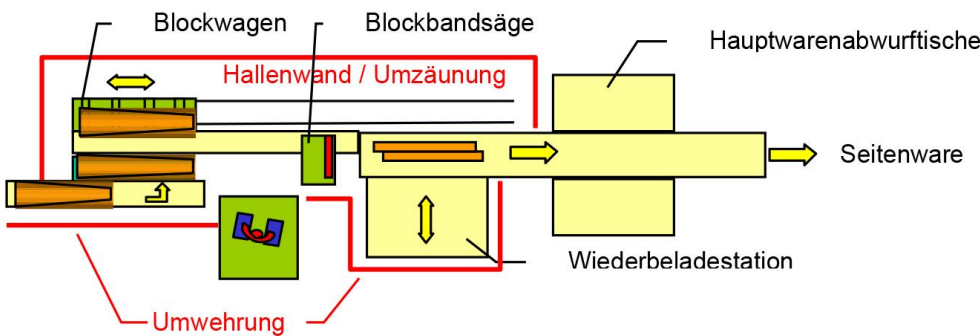 Blockwagen
Blockbandsäge
Hauptwarenabwurftische
Hallenwand / Umzäunung
Seitenware
Wiederbeladestation
Umwehrung